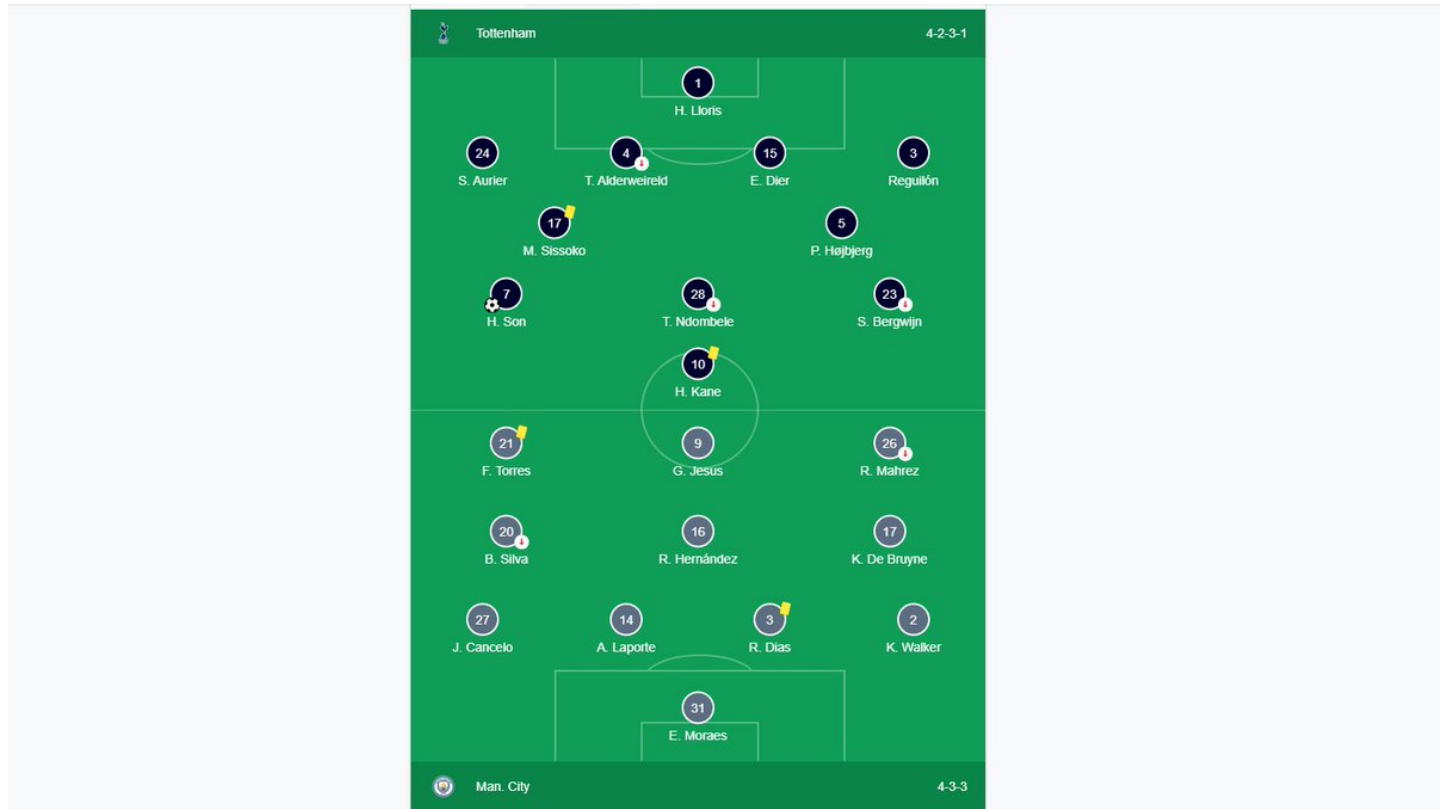 Tottenham 4-2-3-1
1
H. Lloris
24 4 15 3
S. Aurier T. Alderweireld E. Dier Reguilón
17 5
M. Sissoko P. Højbjerg
7 28 23
H. Son T. Ndombele S. Bergwijn
10
H. Kane
21 9 26
F. Torres G. Jesus R. Mahrez
20 16 17
B. Silva R. Hernández K. De Bruyne
27 14 3 2
J. Cancelo A. Laporte R. Dias K. Walker
31
E. Moraes
Man. City 4-3-3